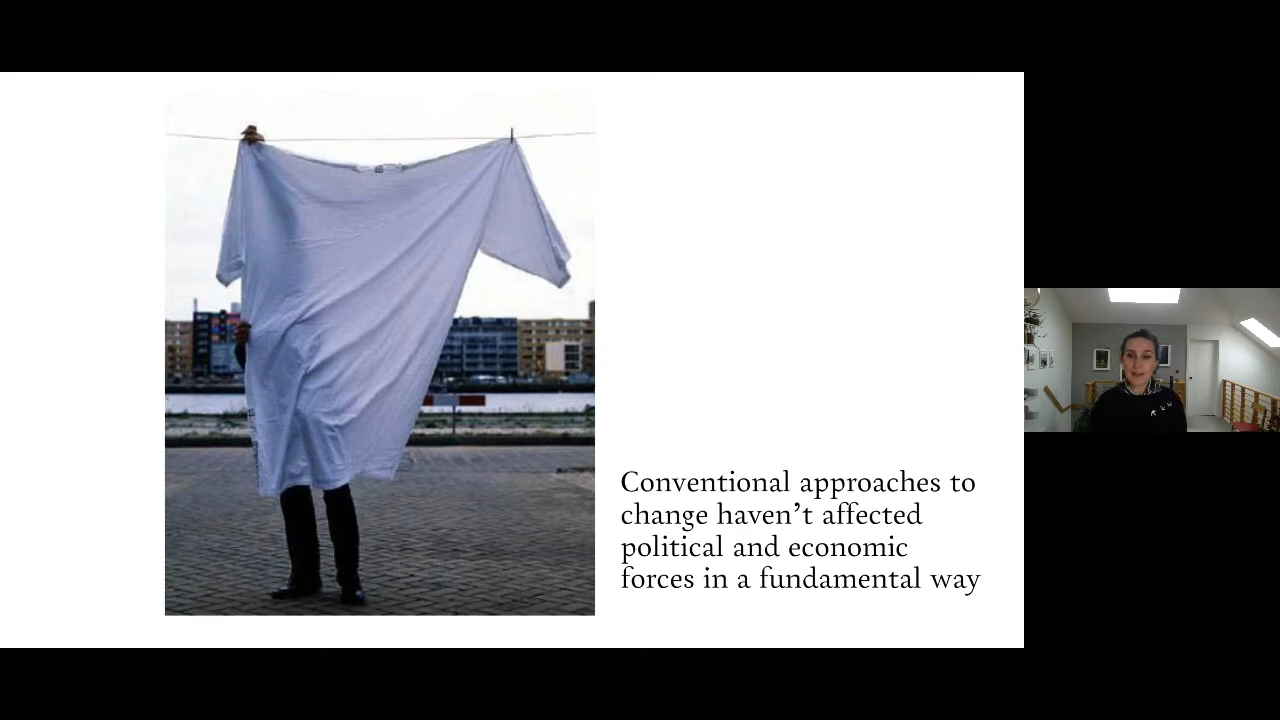 Conventional approaches to
change haven’t affected
political and economic
forces in a fundamental way